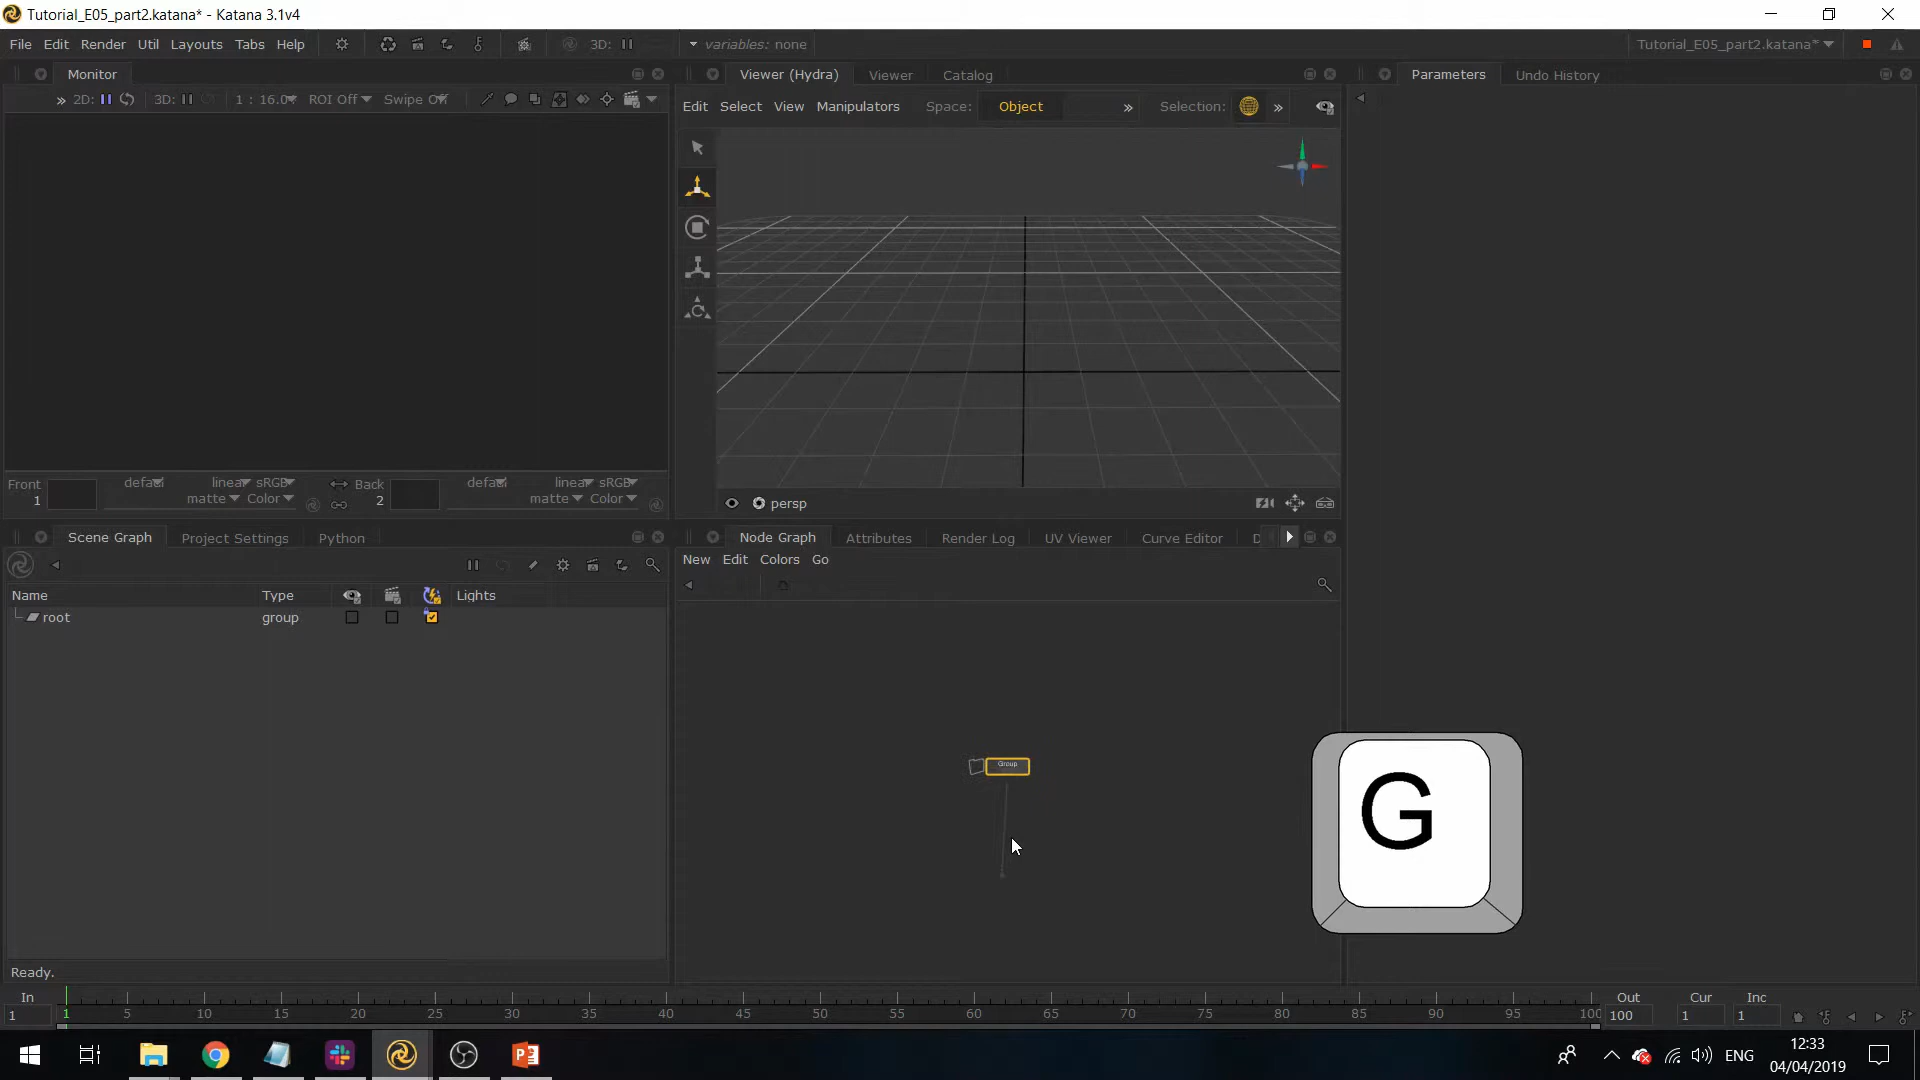 Tutorial_E05_part2.katana* - Katana 3.1v4
File Edit Render Util Layouts Tabs Help 3D: variables: none Tutorial_E05_part2.katana*
Monitor
2D: 3D: 1 : 16.0 ROI Off Swipe Off
Front 1 default linear sRGB matte Color Back 2 default linear sRGB matte Color
Viewer (Hydra) Viewer Catalog
Edit Select View Manipulators Space: Object Selection:
persp
Parameters Undo History
Scene Graph Project Settings Python
Name Type Lights
root group
Ready.
Node Graph Attributes Render Log UV Viewer Curve Editor D
New Edit Colors Go
Group
G
In Out Cur Inc
1 1 5 10 15 20 25 30 35 40 45 50 55 60 65 70 75 80 85 90 95 100 100 1 1
ENG
12:33
04/04/2019